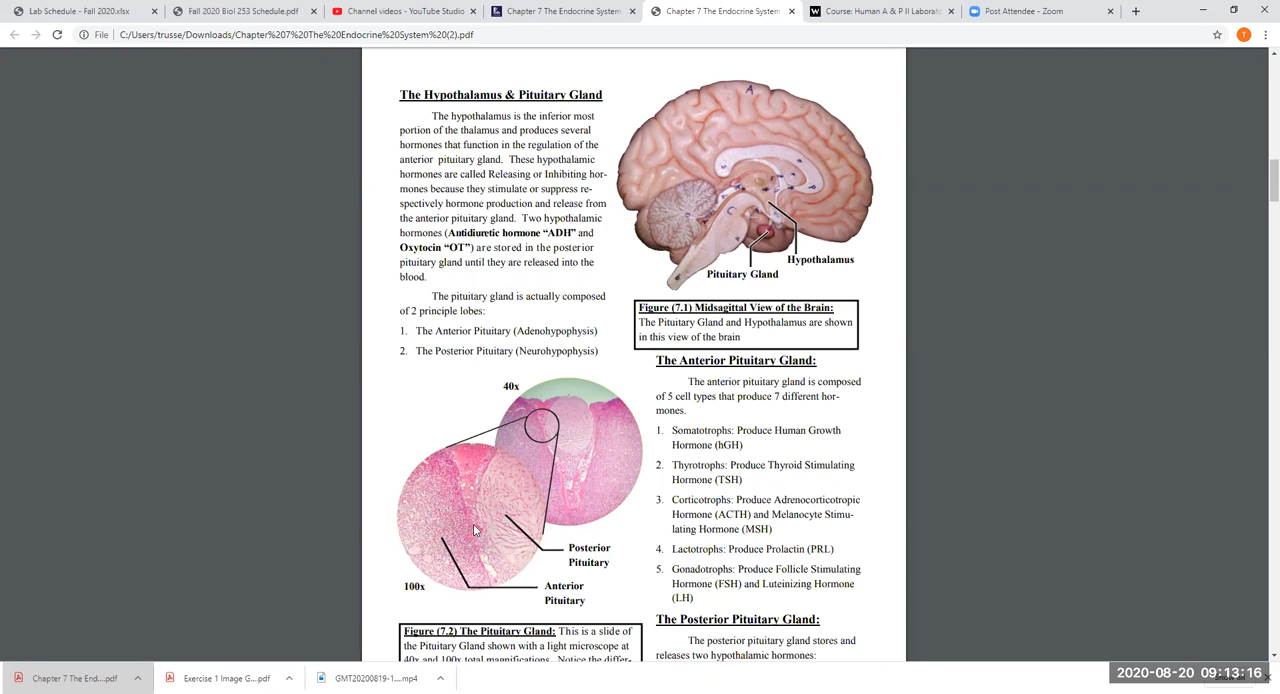 Lab Schedule - Fall 2020.xlsx
Fall 2020 Biol 253 Schedule.pdf
Channel videos - YouTube Studio
Chapter 7 The Endocrine System
Chapter 7 The Endocrine System
Course: Human A & P II Laborat
Post Attendee - Zoom
File
C:/Users/trusse/Downloads/Chapter%207%20The%20Endocrine%20System%20(2).pdf
T
The Hypothalamus & Pituitary Gland
The hypothalamus is the inferior most
portion of the thalamus and produces several
hormones that function in the regulation of the
anterior pituitary gland. These hypothalamic
hormones are called Releasing or Inhibiting hor-
mones because they stimulate or suppress re-
spectively hormone production and release from
the anterior pituitary gland. Two hypothalamic
hormones (Antidiuretic hormone “ADH” and
Oxytocin “OT”) are stored in the posterior
pituitary gland until they are released into the
blood.
The pituitary gland is actually composed
of 2 principle lobes:
1. The Anterior Pituitary (Adenohypophysis)
2. The Posterior Pituitary (Neurohypophysis)
40x
100x
Posterior
Pituitary
Anterior
Pituitary
Figure (7.2) The Pituitary Gland: This is a slide of
the Pituitary Gland shown with a light microscope at
40x and 100x total magnifications. Notice the differ-
A
Hypothalamus
Pituitary Gland
Figure (7.1) Midsagittal View of the Brain:
The Pituitary Gland and Hypothalamus are shown
in this view of the brain
The Anterior Pituitary Gland:
The anterior pituitary gland is composed
of 5 cell types that produce 7 different hor-
mones.
1. Somatotrophs: Produce Human Growth
Hormone (hGH)
2. Thyrotrophs: Produce Thyroid Stimulating
Hormone (TSH)
3. Corticotrophs: Produce Adrenocorticotropic
Hormone (ACTH) and Melanocyte Stimu-
lating Hormone (MSH)
4. Lactotrophs: Produce Prolactin (PRL)
5. Gonadotrophs: Produce Follicle Stimulating
Hormone (FSH) and Luteinizing Hormone
(LH)
The Posterior Pituitary Gland:
The posterior pituitary gland stores and
releases two hypothalamic hormones:
Chapter 7 The End....pdf
Exercise 1 Image G....pdf
GMT20200819-1....mp4
2020-08-20 09:13:16